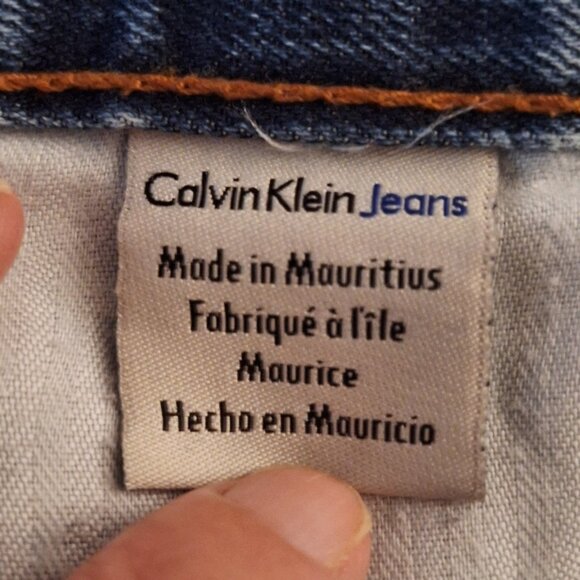 Calvin Klein Jeans
Made in Mauritius
Fabriqué à l'île
Maurice
Hecho en Mauricio